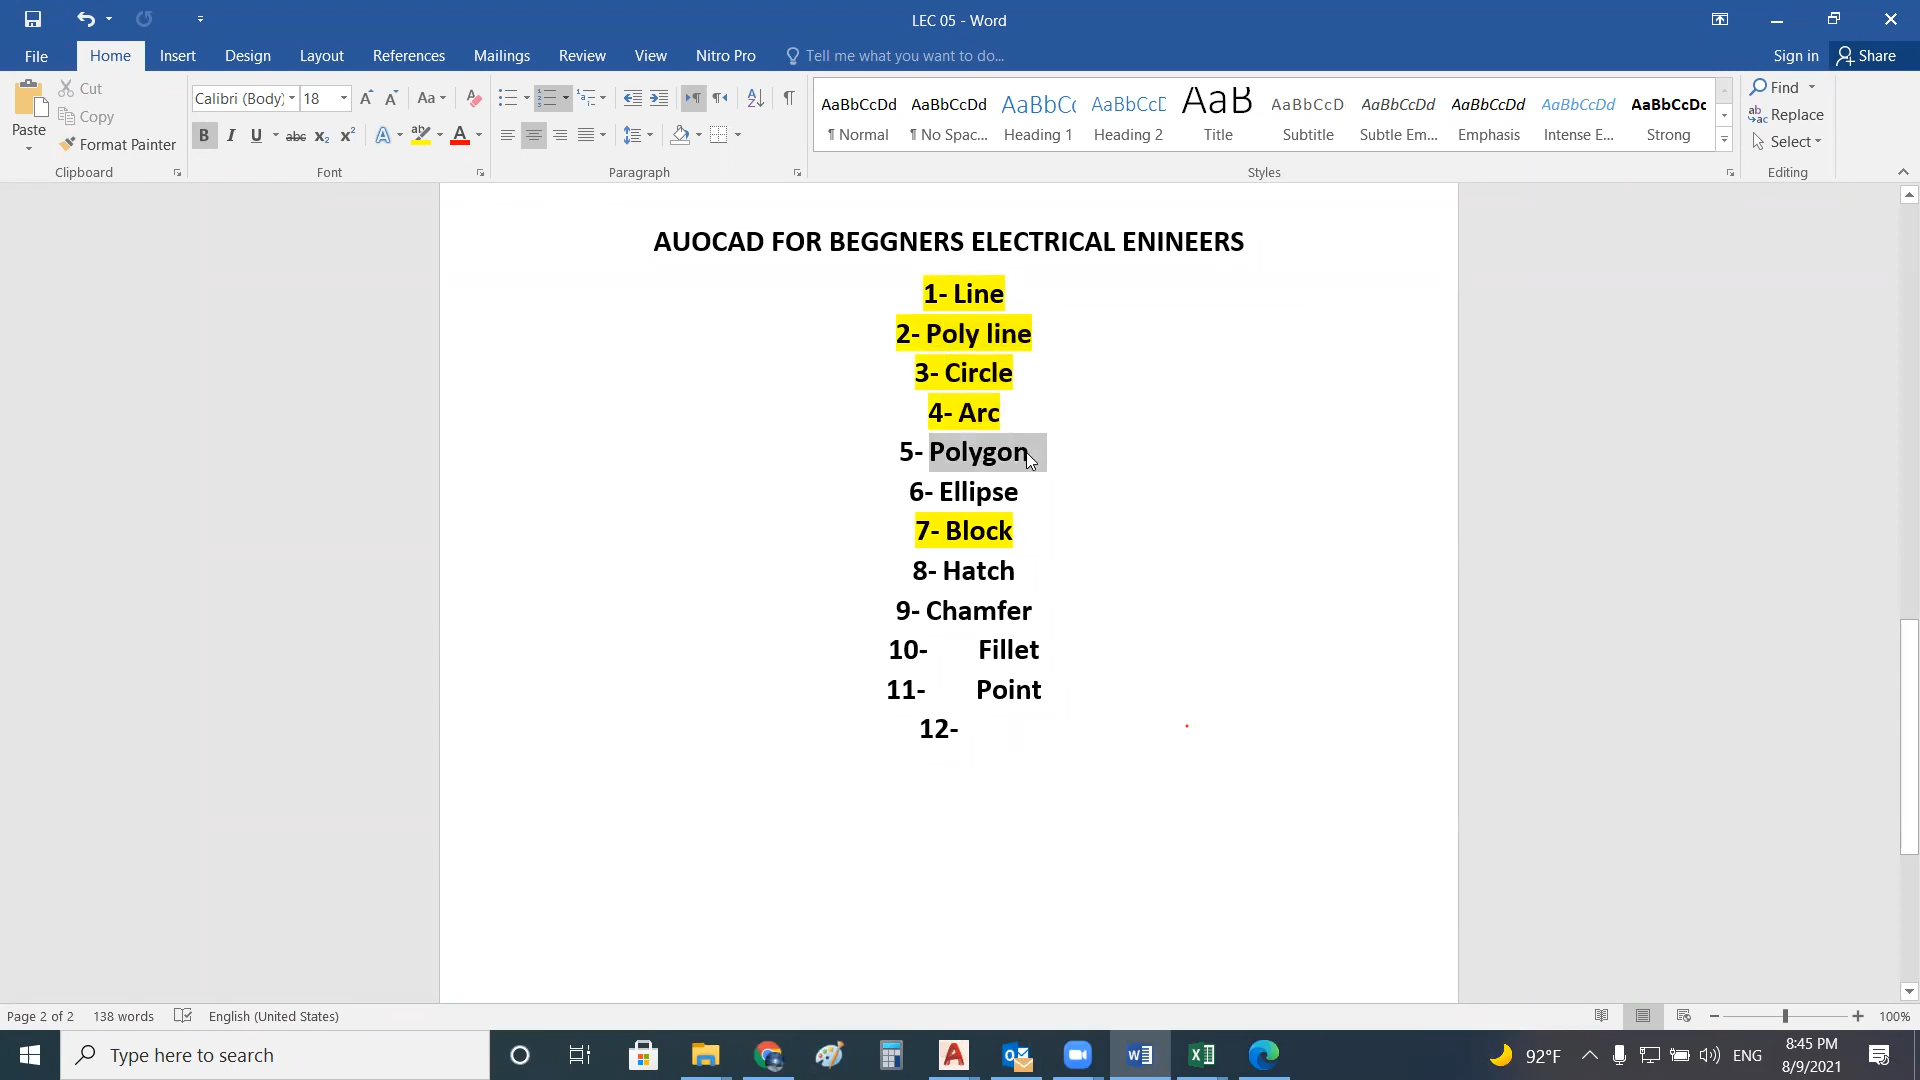 LEC 05 - Word
File Home Insert Design Layout References Mailings Review View Nitro Pro Tell me what you want to do... Sign in Share
Paste
Cut
Copy
Format Painter
Clipboard
Calibri (Body) 18 Aa
B I U abc X₂ X² A A
Font
Paragraph
AaBbCcDd AaBbCcDd AaBbCc AaBbCcD AaB AaBbCcD AaBbCcDd AaBbCcDd AaBbCcDd AaBbCcDc
¶ Normal ¶ No Spac... Heading 1 Heading 2 Title Subtitle Subtle Em... Emphasis Intense E... Strong
Styles
Find
Replace
Select
Editing
AUOCAD FOR BEGGNERS ELECTRICAL ENINEERS
1- Line
2- Poly line
3- Circle
4- Arc
5- Polygon
6- Ellipse
7- Block
8- Hatch
9- Chamfer
10- Fillet
11- Point
12-
Page 2 of 2 138 words English (United States) 100%
Type here to search
92°F ENG 8:45 PM
8/9/2021